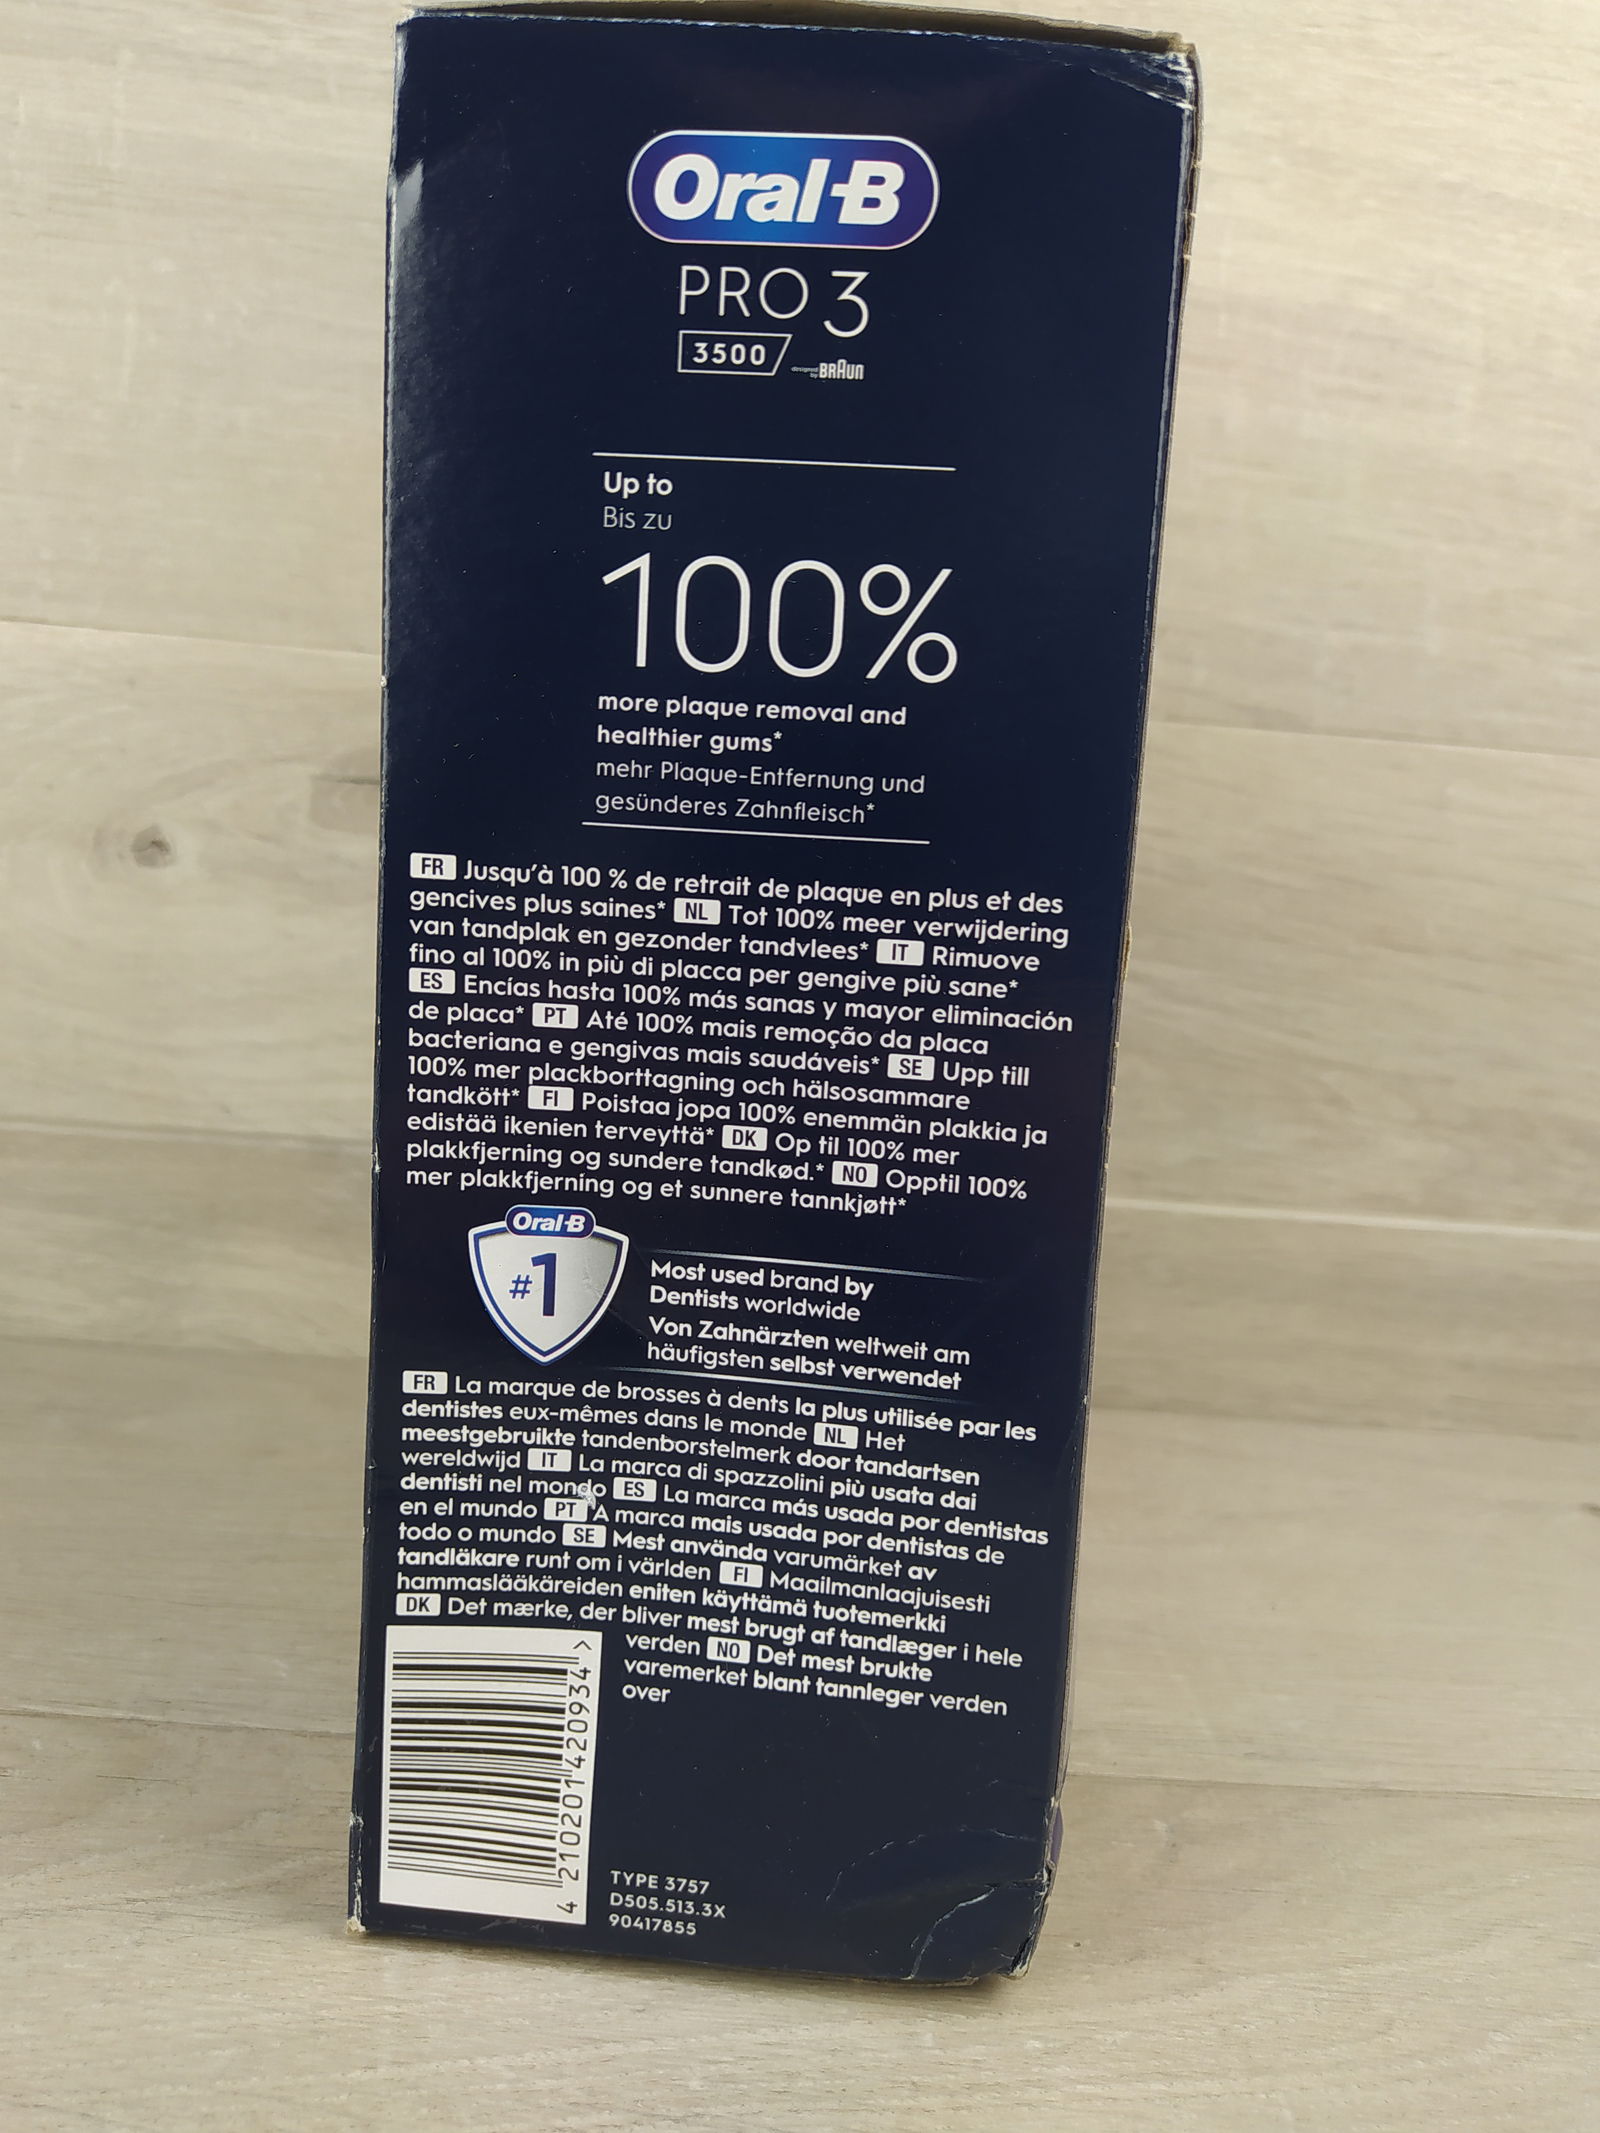 Oral-B
PRO 3
3500
designed by BRAUN
Up to
Bis zu
100%
more plaque removal and
healthier gums*
mehr Plaque-Entfernung und
gesünderes Zahnfleisch*
FR Jusqu'à 100 % de retrait de plaque en plus et des
gencives plus saines* NL Tot 100% meer verwijdering
van tandplak en gezonder tandvlees* IT Rimuove
fino al 100% in più di placca per gengive più sane*
ES Encías hasta 100% más sanas y mayor eliminación
de placa* PT Até 100% mais remoção da placa
bacteriana e gengivas mais saudáveis* SE Upp till
100% mer plackborttagning och hälsosammare
tandkött* FI Poistaa jopa 100% enemmän plakkia ja
edistää ikenien terveyttä* DK Op til 100% mer
plakkfjerning og sundere tandkød.* NO Opptil 100%
mer plakkfjerning og et sunnere tannkjøtt*
Oral-B
#1
Most used brand by
Dentists worldwide
Von Zahnärzten weltweit am
häufigsten selbst verwendet
FR La marque de brosses à dents la plus utilisée par les
dentistes eux-mêmes dans le monde NL Het
meestgebruikte tandenborstelmerk door tandartsen
wereldwijd IT La marca di spazzolini più usata dai
dentisti nel mondo ES La marca más usada por dentistas
en el mundo PT A marca mais usada por dentistas de
todo o mundo SE Mest använda varumärket av
tandläkare runt om i världen FI Maailmanlaajuisesti
hammaslääkäreiden eniten käyttämä tuotemerkki
DK Det mærke, der bliver mest brugt af tandlæger i hele
verden NO Det mest brukte
varemerket blant tannleger verden
over
4 210201 420934 >
TYPE 3757
D505.513.3X
90417855